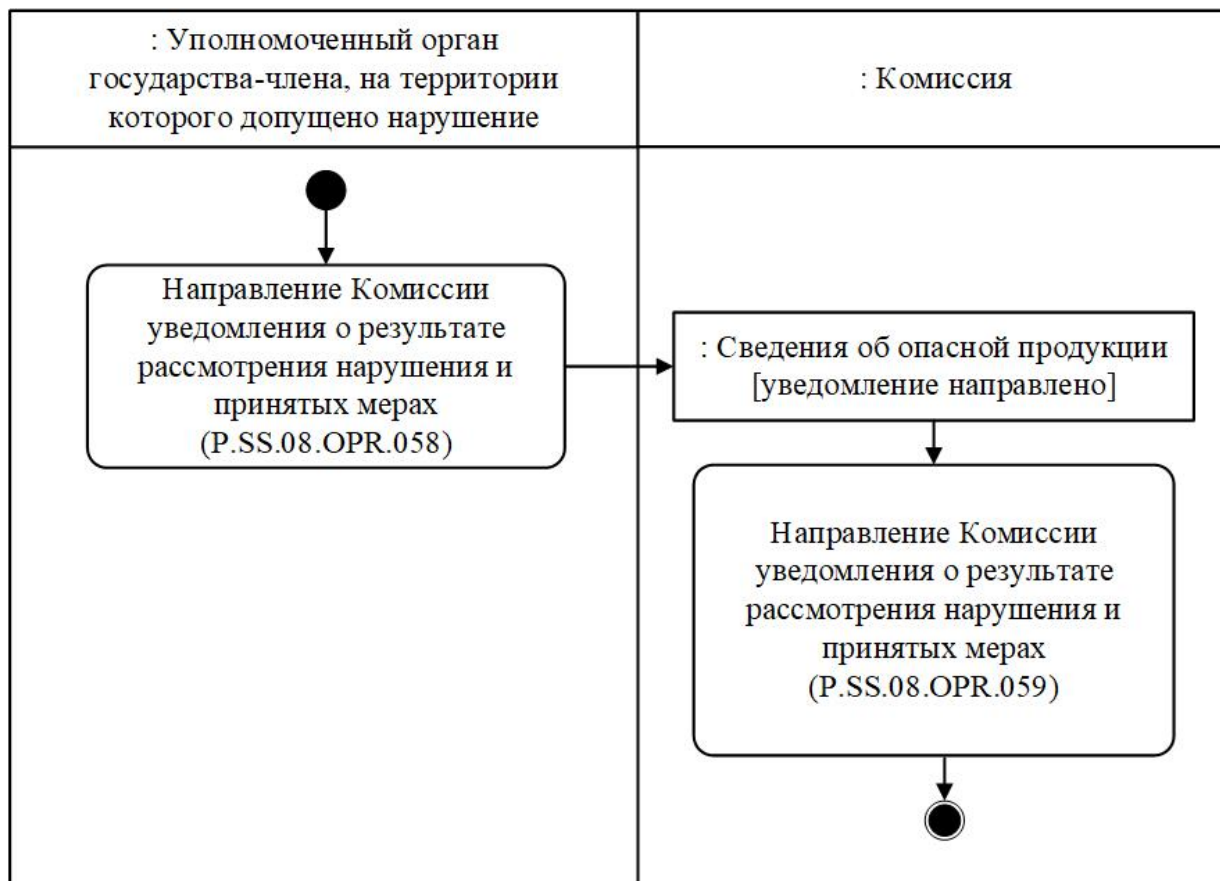 : Уполномоченный орган
государства-члена, на территории
которого допущено нарушение
: Комиссия
Направление Комиссии
уведомления о результате
рассмотрения нарушения и
принятых мерах
(P.SS.08.OPR.058)
: Сведения об опасной продукции
[уведомление направлено]
Направление Комиссии
уведомления о результате
рассмотрения нарушения и
принятых мерах
(P.SS.08.OPR.059)